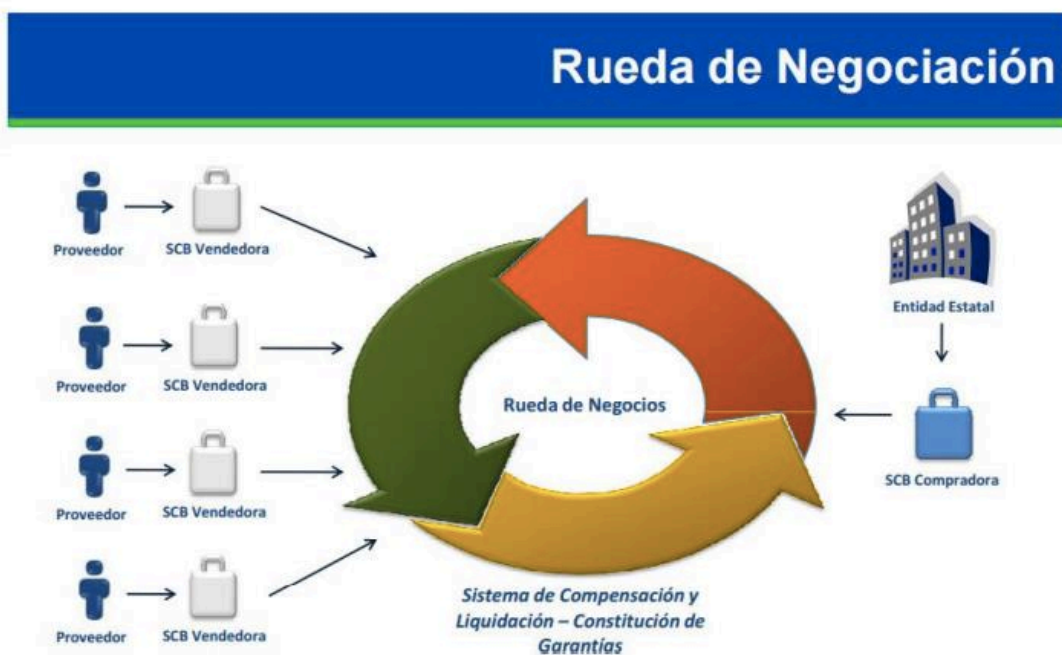 Rueda de Negociación
Proveedor
SCB Vendedora
Proveedor
SCB Vendedora
Proveedor
SCB Vendedora
Proveedor
SCB Vendedora
Rueda de Negocios
Sistema de Compensación y
Liquidación – Constitución de
Garantías
Entidad Estatal
SCB Compradora